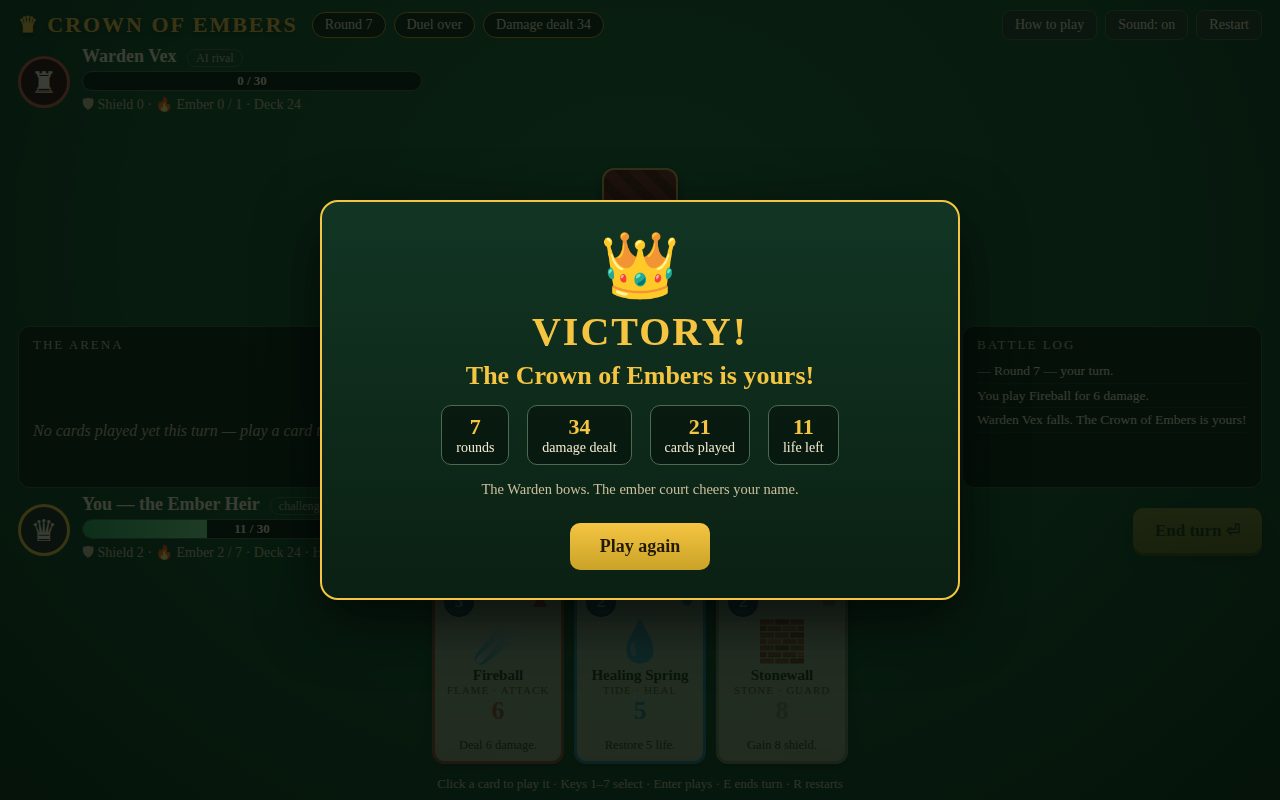 ♛ CROWN OF EMBERS
Round 7
Duel over
Damage dealt 34
How to play
Sound: on
Restart
Warden Vex
AI rival
0 / 30
Shield 0 · 🔥 Ember 0 / 1 · Deck 24
VICTORY!
The Crown of Embers is yours!
7
rounds
34
damage dealt
21
cards played
11
life left
The Warden bows. The ember court cheers your name.
Play again
THE ARENA
No cards played yet this turn — play a card
BATTLE LOG
— Round 7 — your turn.
You play Fireball for 6 damage.
Warden Vex falls. The Crown of Embers is yours!
You — the Ember Heir
11 / 30
Shield 2 · 🔥 Ember 2 / 7 · Deck 24 ·
End turn ⏎
Fireball
FLAME · ATTACK
6
Deal 6 damage.
2
Healing Spring
TIDE · HEAL
5
Restore 5 life.
2
Stonewall
STONE · GUARD
8
Gain 8 shield.
Click a card to play it · Keys 1–7 select · Enter plays · E ends turn · R restarts